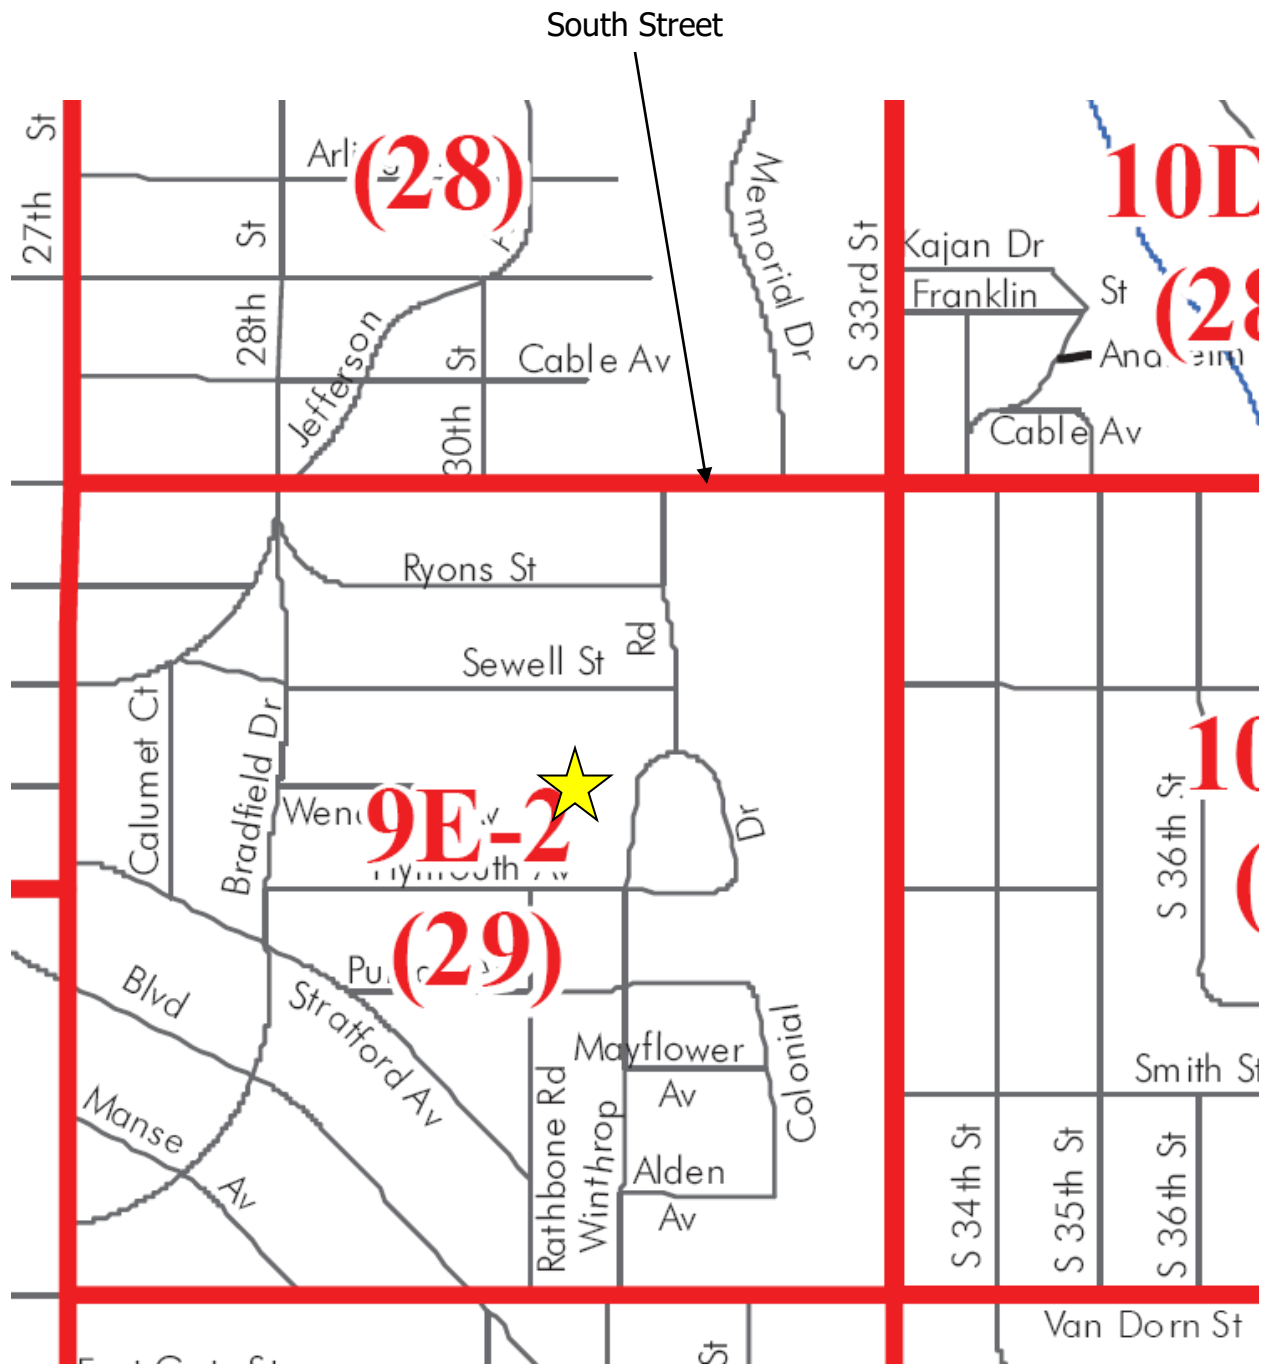 South Street
St
27th
St
28th
(28)
Jefferson
St
30th
Cable Av
Memorial Dr
S 33rd St
Kajan Dr
Franklin
St
10D
(28
Cable Av
Ryons St
Rd
Sewell St
Calumet Ct
Bradfield Dr
9E-2
(29)
Dr
Blvd
Stratford Av
Manse
Av
Mayflower
Av
Colonial
Rathbone Rd
Winthrop
Alden
Av
10
(
S 36th St
Smith St
S 34th St
S 35th St
S 36th St
Van Dorn St
St